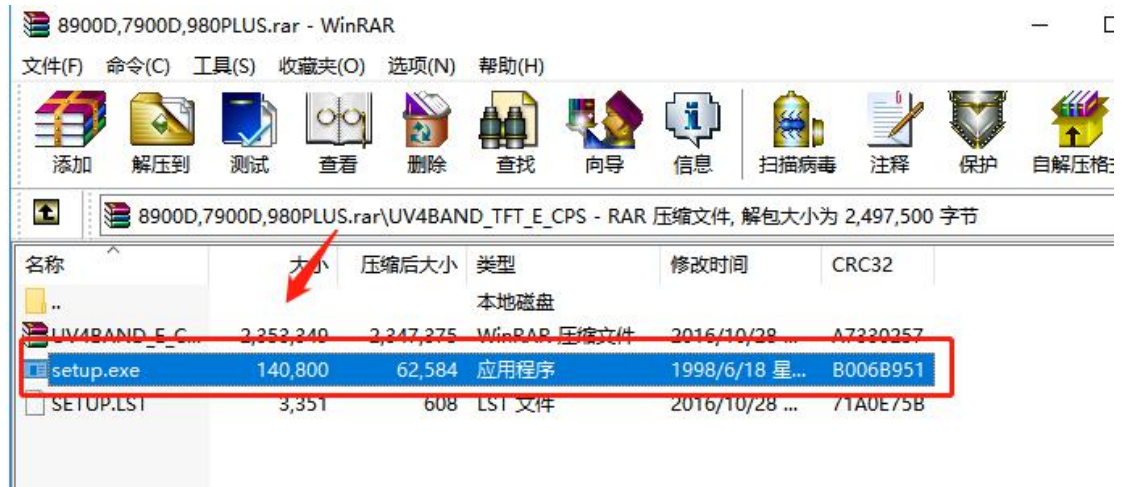 8900D,7900D,980PLUS.rar - WinRAR
文件(F) 命令(C) 工具(S) 收藏夹(O) 选项(N) 帮助(H)
添加 解压到 测试 查看 删除 查找 向导 信息 扫描病毒 注释 保护 自解压格式
8900D,7900D,980PLUS.rar\UV4BAND_TFT_E_CPS - RAR 压缩文件, 解包大小为 2,497,500 字节
名称 大小 压缩后大小 类型 修改时间 CRC32
.. 本地磁盘
UV4BAND_E_C... 2,353,349 2,347,375 WinRAR 压缩文件 2016/10/28 ... A7330257
setup.exe 140,800 62,584 应用程序 1998/6/18 星... B006B951
SETUP.LST 3,351 608 LST 文件 2016/10/28 ... 71A0E75B